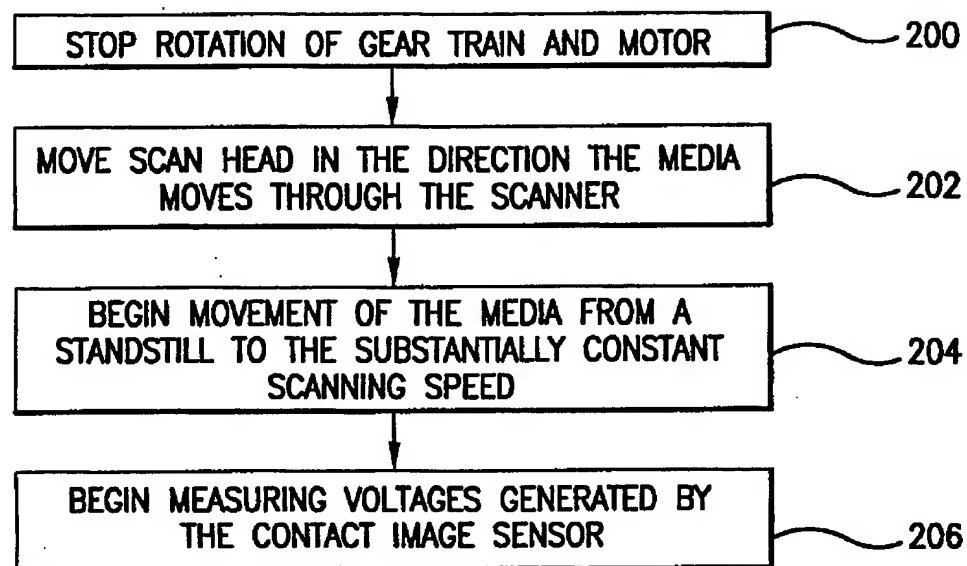 STOP ROTATION OF GEAR TRAIN AND MOTOR
200
MOVE SCAN HEAD IN THE DIRECTION THE MEDIA
MOVES THROUGH THE SCANNER
202
BEGIN MOVEMENT OF THE MEDIA FROM A
STANDSTILL TO THE SUBSTANTIALLY CONSTANT
SCANNING SPEED
204
BEGIN MEASURING VOLTAGES GENERATED BY
THE CONTACT IMAGE SENSOR
206